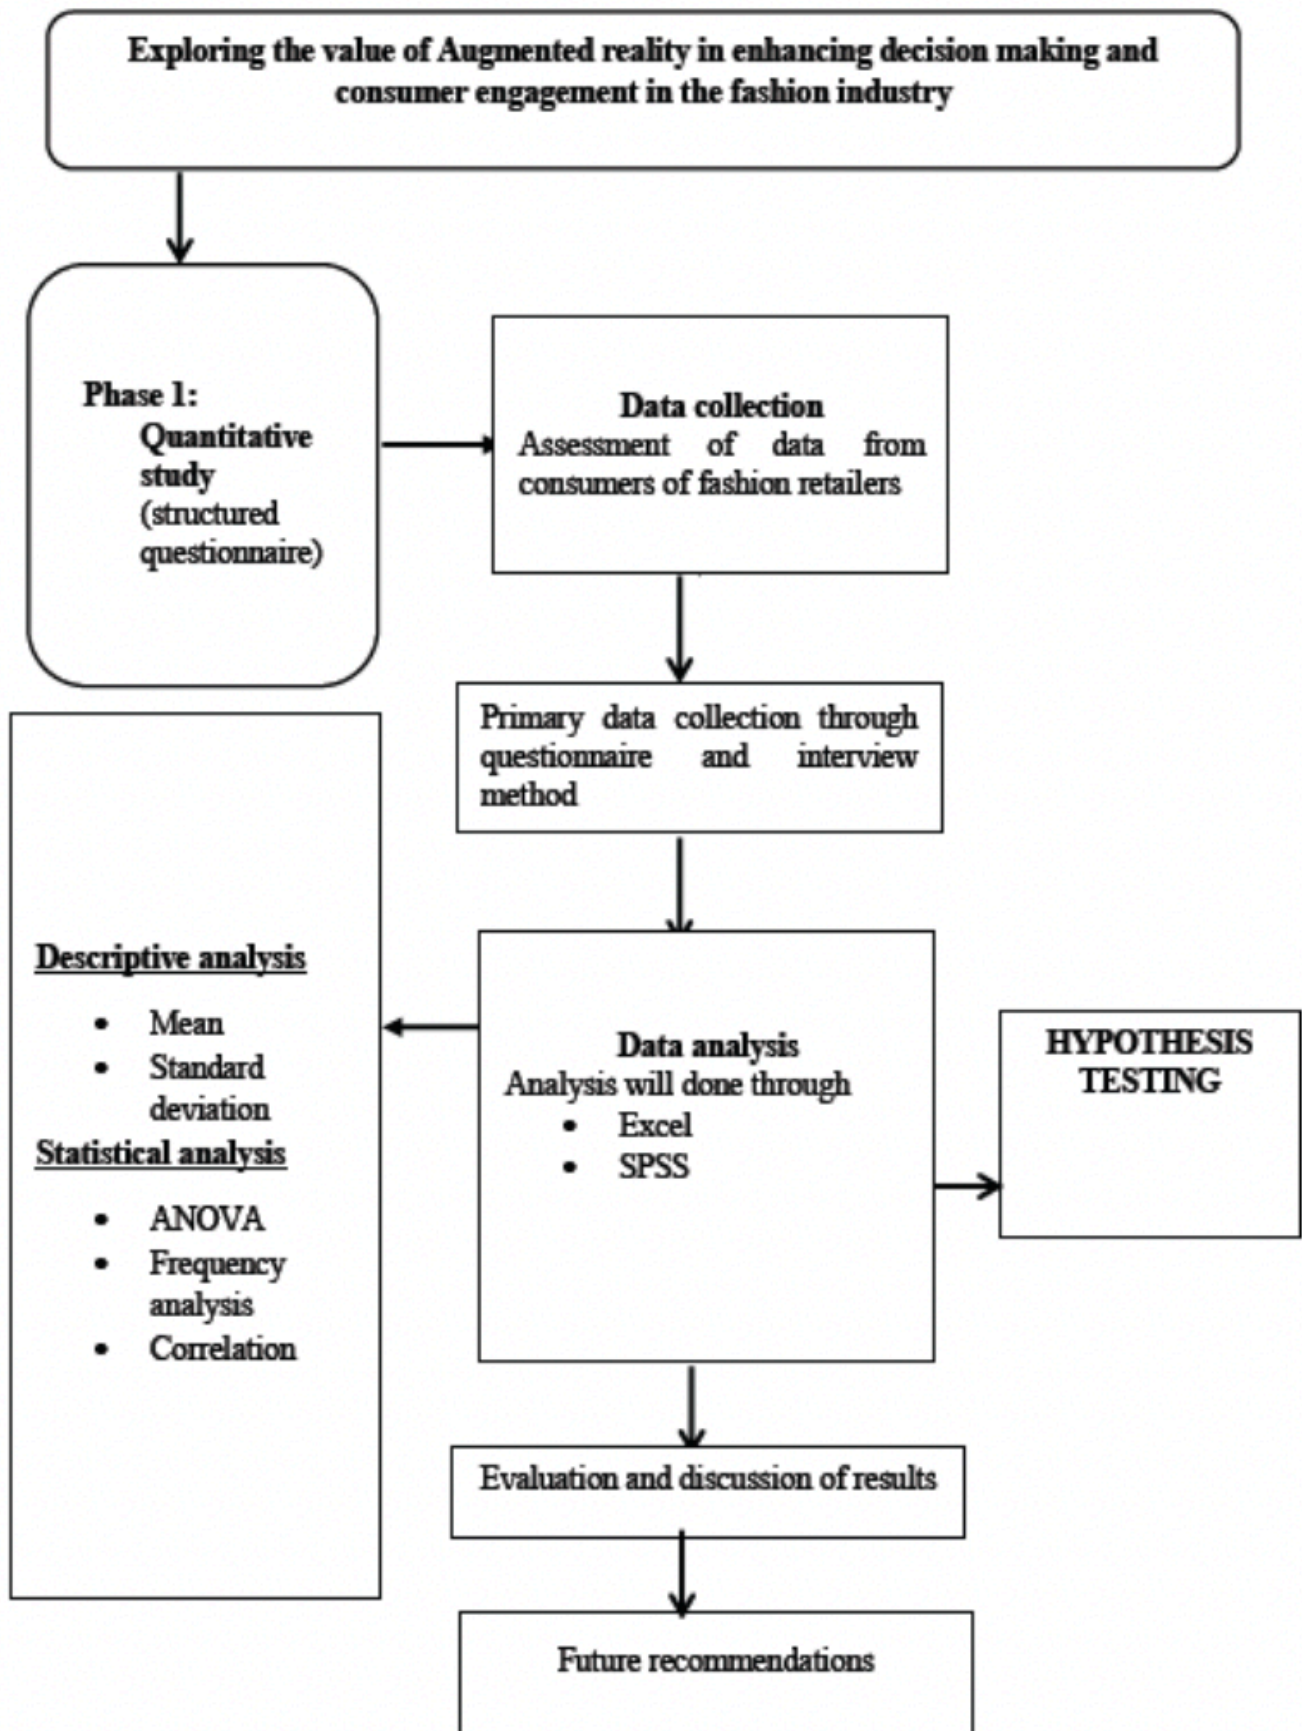 Exploring the value of Augmented reality in enhancing decision making and
consumer engagement in the fashion industry
Phase 1:
Quantitative
study
(structured
questionnaire)
Data collection
Assessment of data from
consumers of fashion retailers
Primary data collection through
questionnaire and interview
method
Descriptive analysis
• Mean
• Standard
deviation
Statistical analysis
• ANOVA
• Frequency
analysis
• Correlation
Data analysis
Analysis will done through
• Excel
• SPSS
HYPOTHESIS
TESTING
Evaluation and discussion of results
Future recommendations